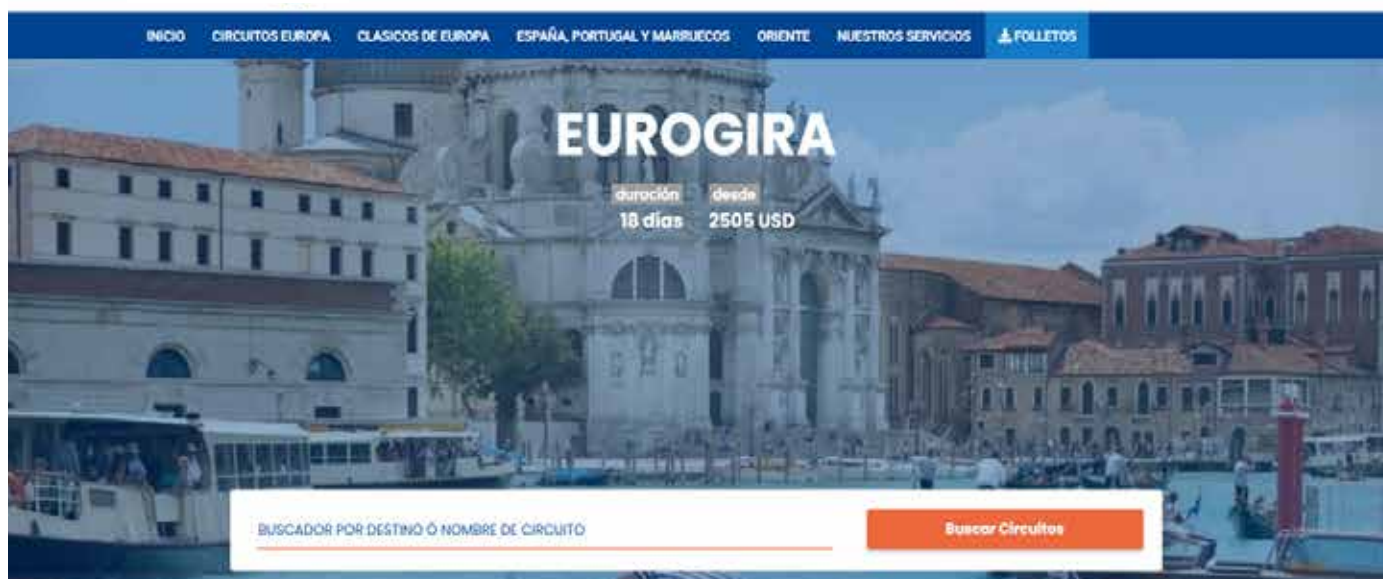 INICIO CIRCUITOS EUROPA CLASICOS DE EUROPA ESPAÑA, PORTUGAL Y MARRUECOS ORIENTE NUESTROS SERVICIOS FOLLETOS
EUROGIRA
duración desde
18 días 2505 USD
BUSCADOR POR DESTINO Ó NOMBRE DE CIRCUITO Buscar Circuitos